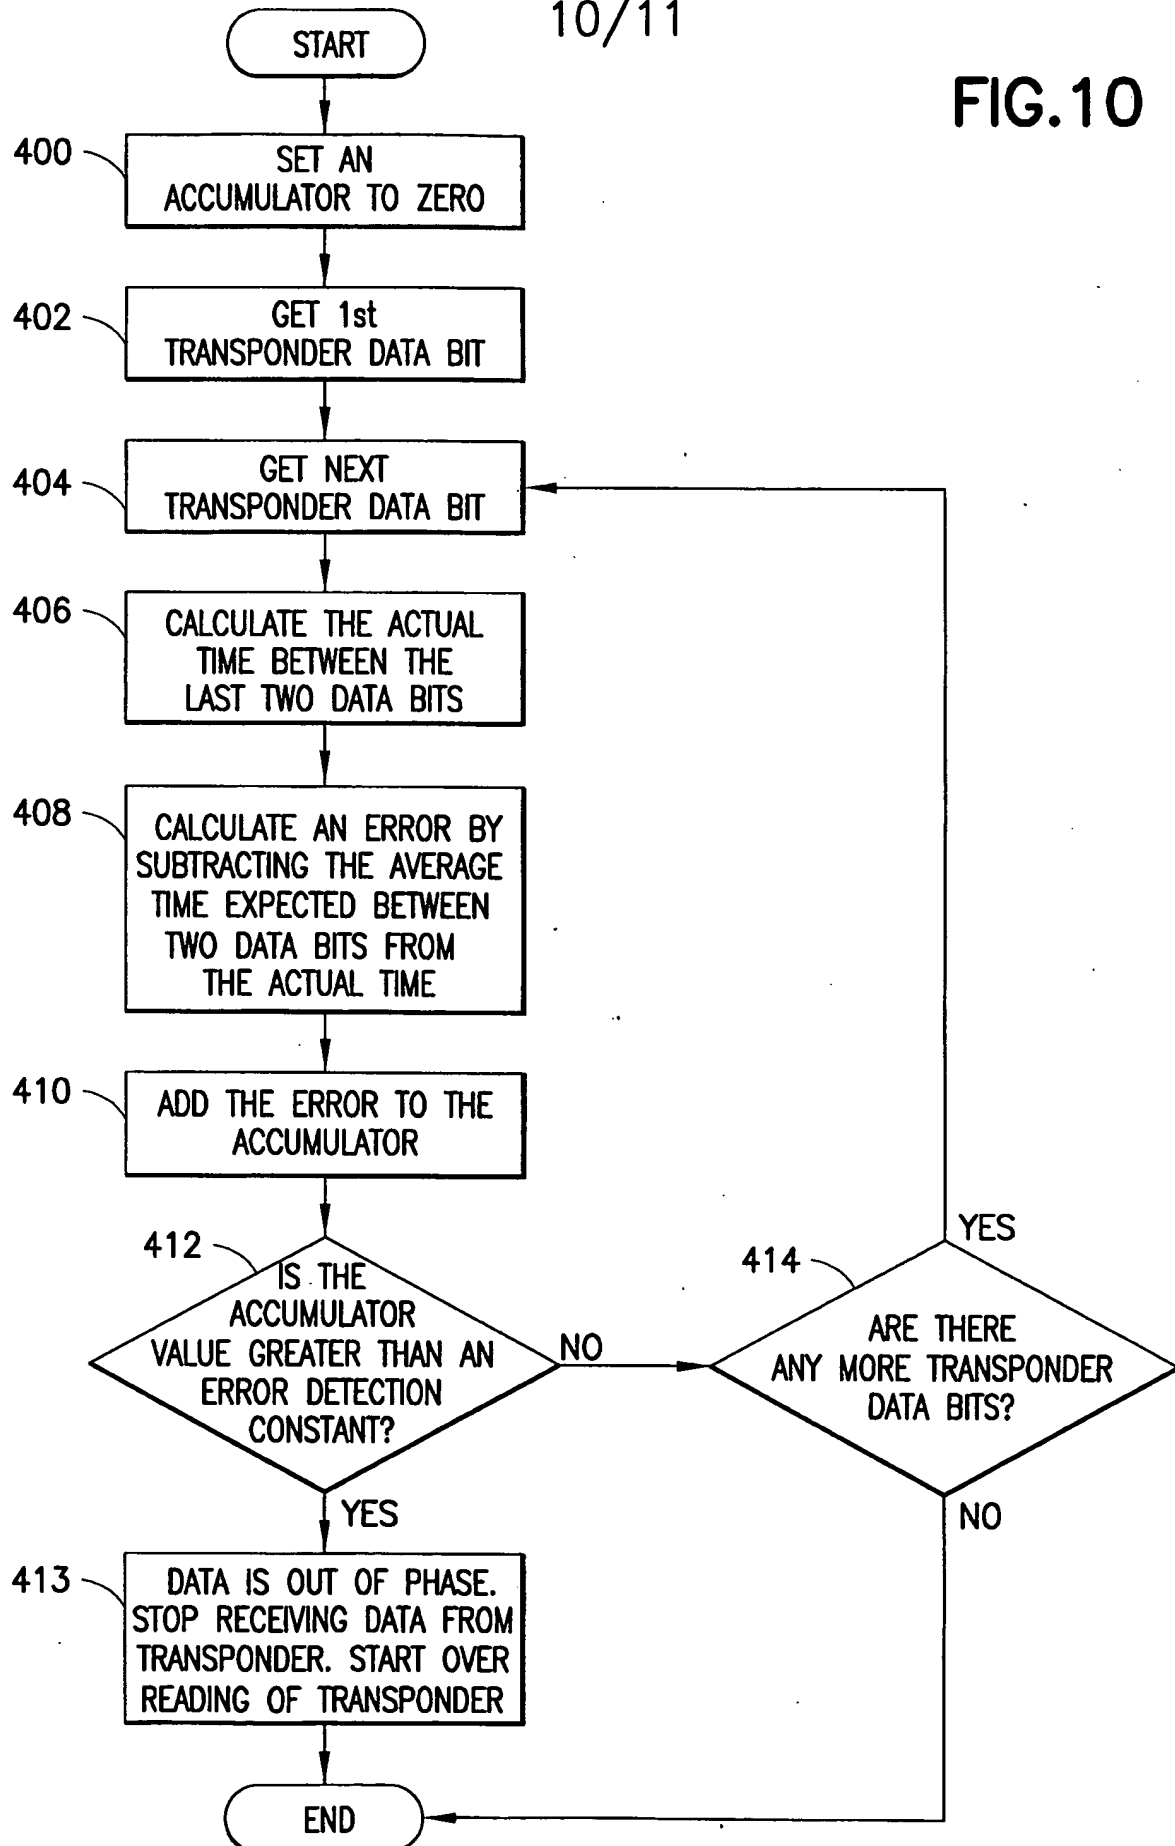 10/11
FIG.10
START
400
SET AN
ACCUMULATOR TO ZERO
402
GET 1st
TRANSPONDER DATA BIT
404
GET NEXT
TRANSPONDER DATA BIT
406
CALCULATE THE ACTUAL
TIME BETWEEN THE
LAST TWO DATA BITS
408
CALCULATE AN ERROR BY
SUBTRACTING THE AVERAGE
TIME EXPECTED BETWEEN
TWO DATA BITS FROM
THE ACTUAL TIME
410
ADD THE ERROR TO THE
ACCUMULATOR
412
IS THE
ACCUMULATOR
VALUE GREATER THAN AN
ERROR DETECTION
CONSTANT?
NO
YES
414
ARE THERE
ANY MORE TRANSPONDER
DATA BITS?
YES
NO
413
DATA IS OUT OF PHASE.
STOP RECEIVING DATA FROM
TRANSPONDER. START OVER
READING OF TRANSPONDER
END